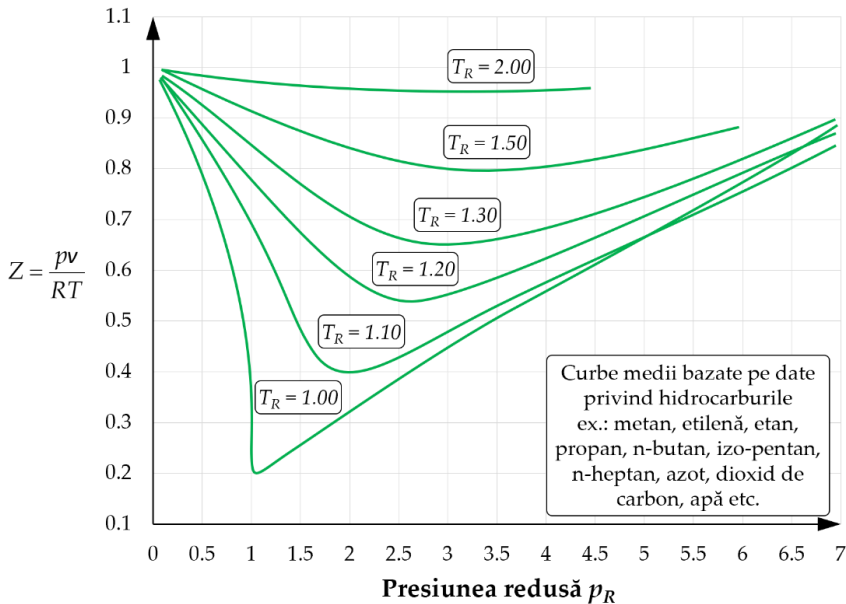 1.1
1
T_R = 2.00
0.9
T_R = 1.50
0.8
T_R = 1.30
0.7
Z = pv / RT
0.6
T_R = 1.20
0.5
T_R = 1.10
0.4
T_R = 1.00
0.3
0.2
0.1
Curbe medii bazate pe date
privind hidrocarburile
ex.: metan, etilenă, etan,
propan, n-butan, izo-pentan,
n-heptan, azot, dioxid de
carbon, apă etc.
0 0.5 1 1.5 2 2.5 3 3.5 4 4.5 5 5.5 6 6.5 7
Presiunea redusă p_R